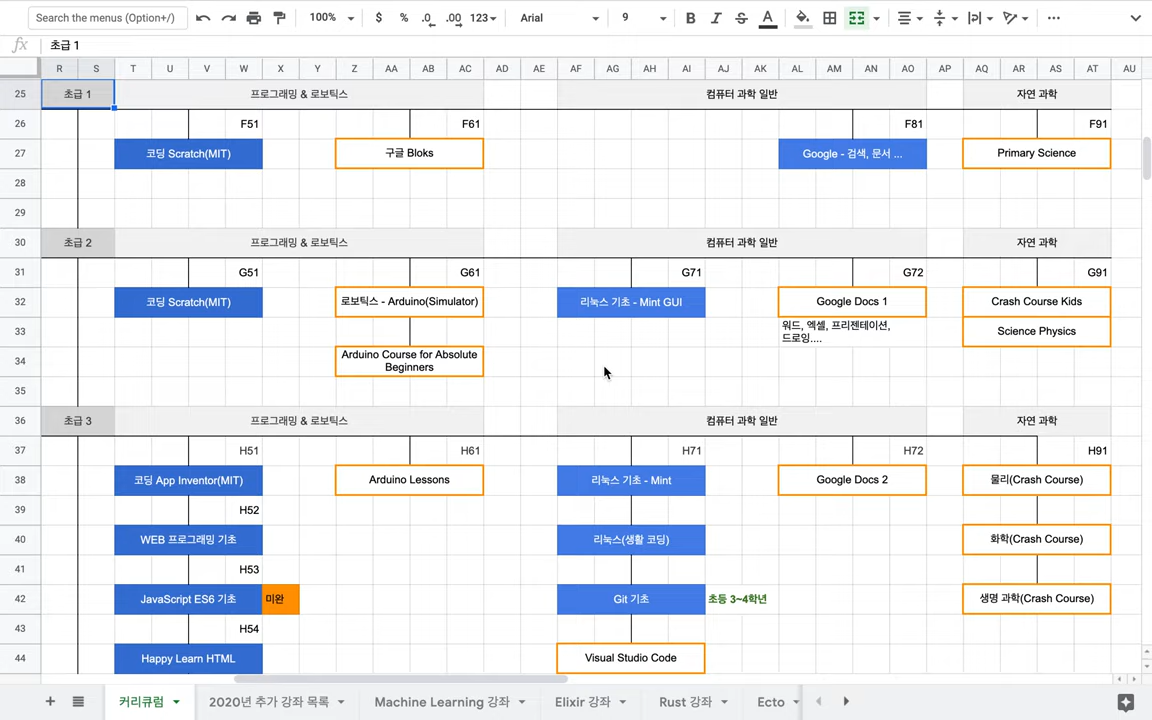 Search the menus (Option+/)
100% $ % .0 .00 123 Arial 9 B I S A
fx 초급 1
R S T U V W X Y Z AA AB AC AD AE AF AG AH AI AJ AK AL AM AN AO AP AQ AR AS AT AU
25 초급 1 프로그래밍 & 로보틱스 컴퓨터 과학 일반 자연 과학
26 F51 F61 F81 F91
27 코딩 Scratch(MIT) 구글 Bloks Google - 검색, 문서 ... Primary Science
28
29
30 초급 2 프로그래밍 & 로보틱스 컴퓨터 과학 일반 자연 과학
31 G51 G61 G71 G72 G91
32 코딩 Scratch(MIT) 로보틱스 - Arduino(Simulator) 리눅스 기초 - Mint GUI Google Docs 1 Crash Course Kids
33 워드, 엑셀, 프리젠테이션, Science Physics
드로잉....
34 Arduino Course for Absolute
Beginners
35
36 초급 3 프로그래밍 & 로보틱스 컴퓨터 과학 일반 자연 과학
37 H51 H61 H71 H72 H91
38 코딩 App Inventor(MIT) Arduino Lessons 리눅스 기초 - Mint Google Docs 2 물리(Crash Course)
39 H52
40 WEB 프로그래밍 기초 리눅스(생활 코딩) 화학(Crash Course)
41 H53
42 JavaScript ES6 기초 미완 Git 기초 초등 3~4학년 생명 과학(Crash Course)
43 H54
44 Happy Learn HTML Visual Studio Code
커리큘럼 2020년 추가 강좌 목록 Machine Learning 강좌 Elixir 강좌 Rust 강좌 Ecto